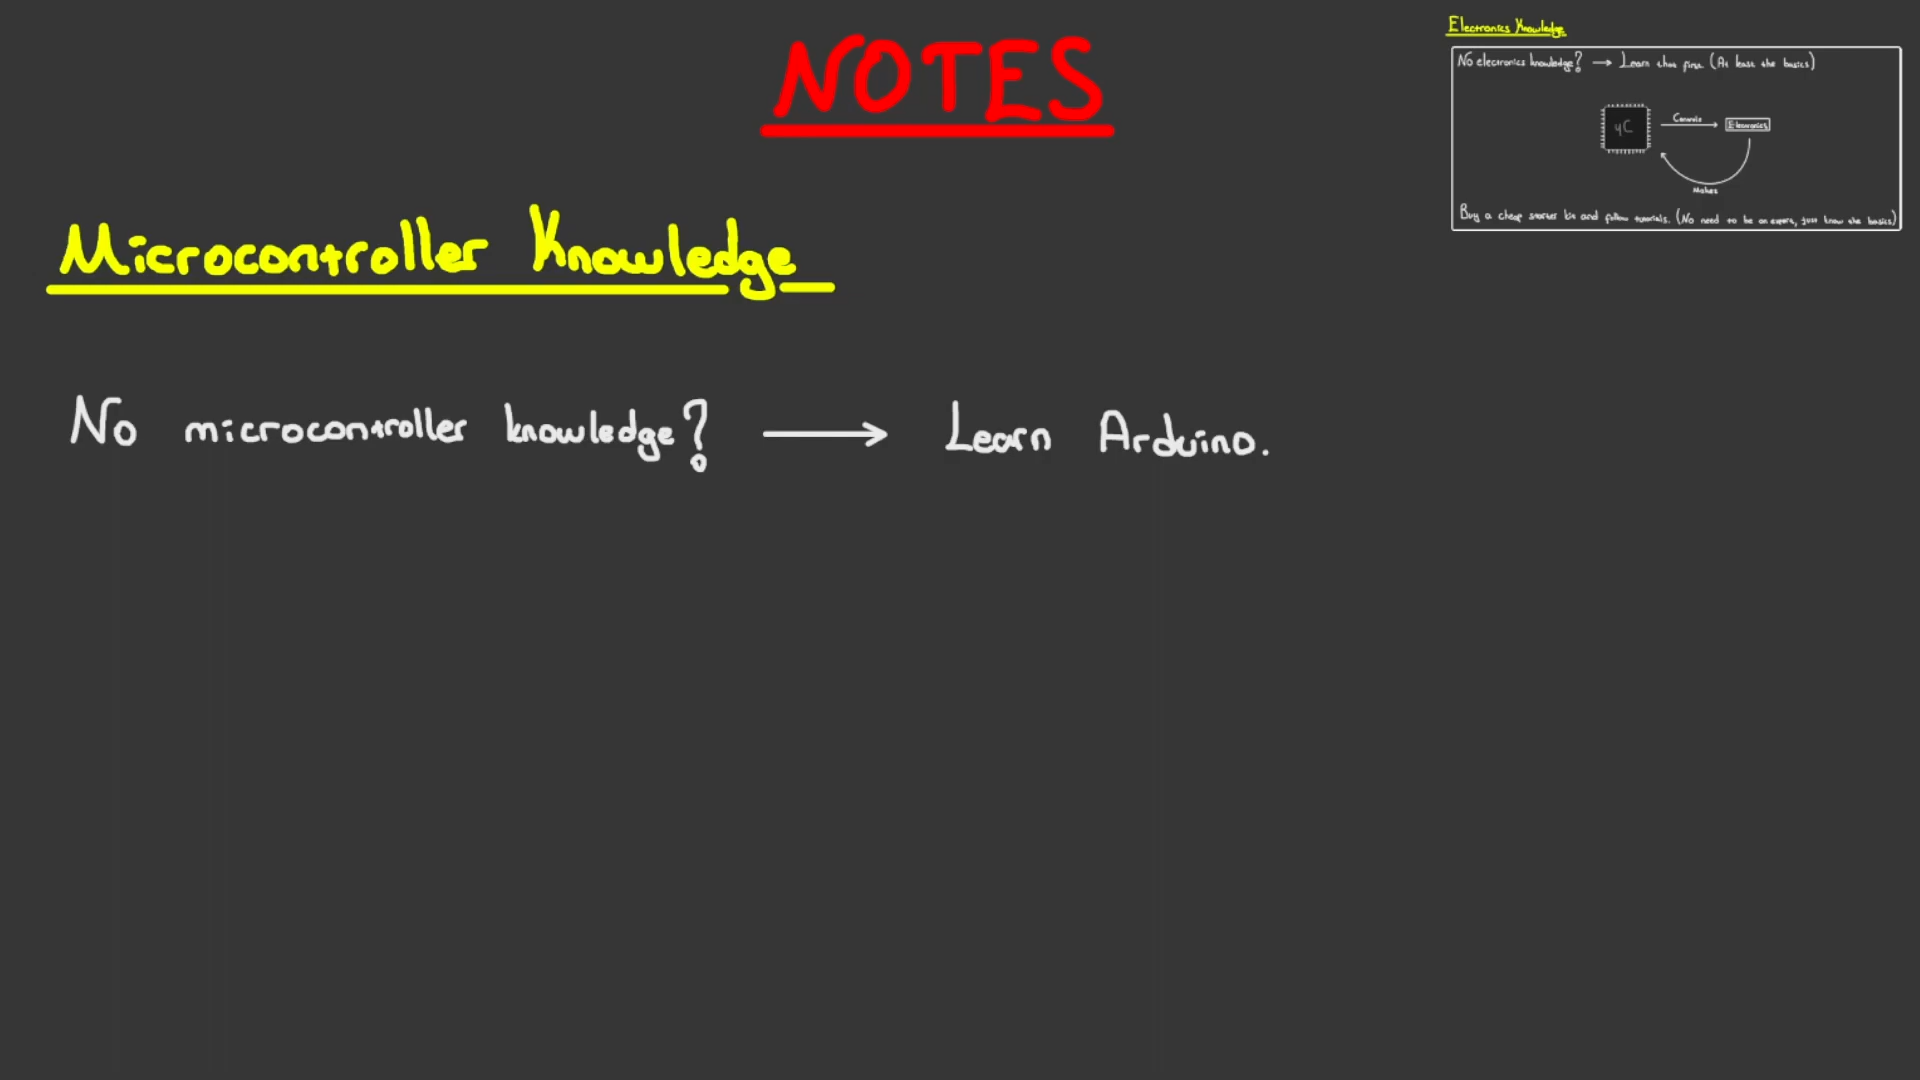 NOTES
Microcontroller Knowledge
No microcontroller knowledge? → Learn Arduino.
Electronics Knowledge
No electronics knowledge? → Learn that first (At least the basics)
μC
Controls
Electronics
Makes
Buy a cheap starter kit and follow tutorials. (No need to be an expert, just know the basics)